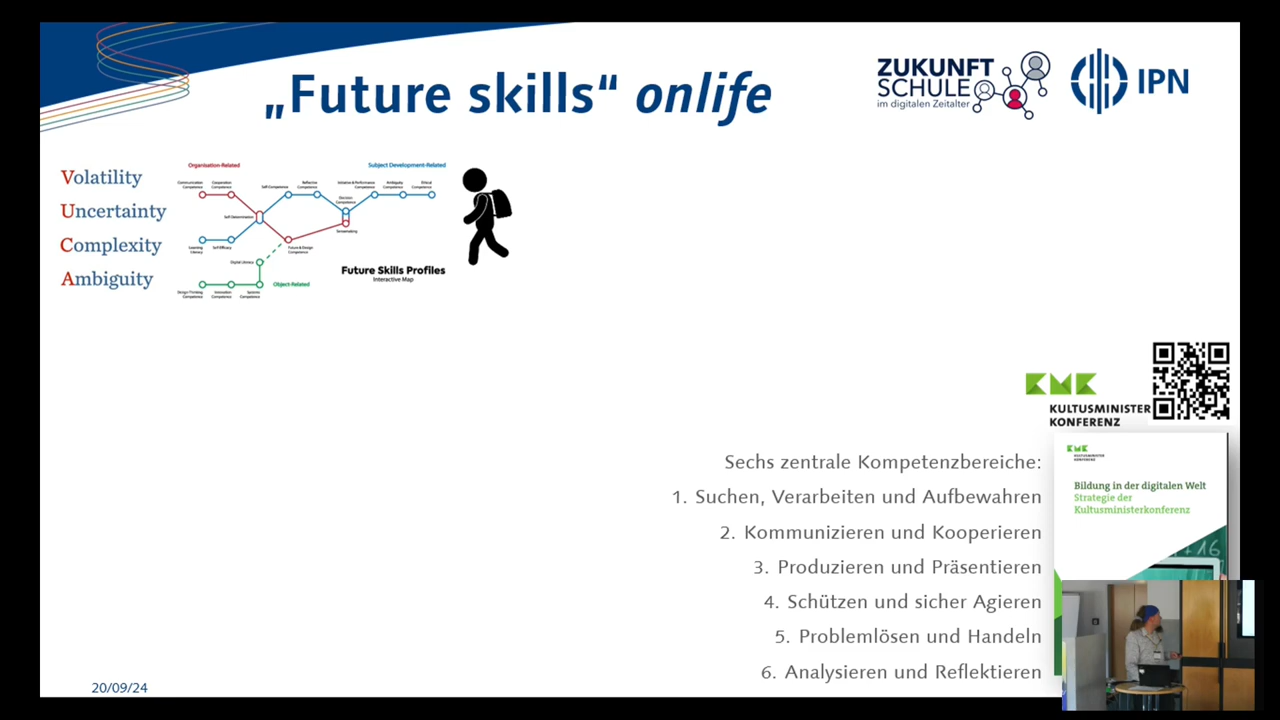 „Future skills“ onlife
ZUKUNFT
SCHULE
im digitalen Zeitalter
IPN
Volatility
Uncertainty
Complexity
Ambiguity
Organisation-Related
Subject Development-Related
Communication
Competence
Cooperation
Competence
Self-Competence
Reflective
Competence
Initiative & Performance
Competence
Ambiguity
Competence
Ethical
Competence
Decision
Competence
Self-Determination
Sensemaking
Learning
Literacy
Self-Efficacy
Future & Design
Competence
Digital Literacy
Future Skills Profiles
Interactive Map
Design-Thinking
Competence
Innovation
Competence
Systems
Competence
Object-Related
KMK
KULTUSMINISTER
KONFERENZ
KMK
KULTUSMINISTER
KONFERENZ
Bildung in der digitalen Welt
Strategie der
Kultusministerkonferenz
Sechs zentrale Kompetenzbereiche:
1. Suchen, Verarbeiten und Aufbewahren
2. Kommunizieren und Kooperieren
3. Produzieren und Präsentieren
4. Schützen und sicher Agieren
5. Problemlösen und Handeln
6. Analysieren und Reflektieren
20/09/24